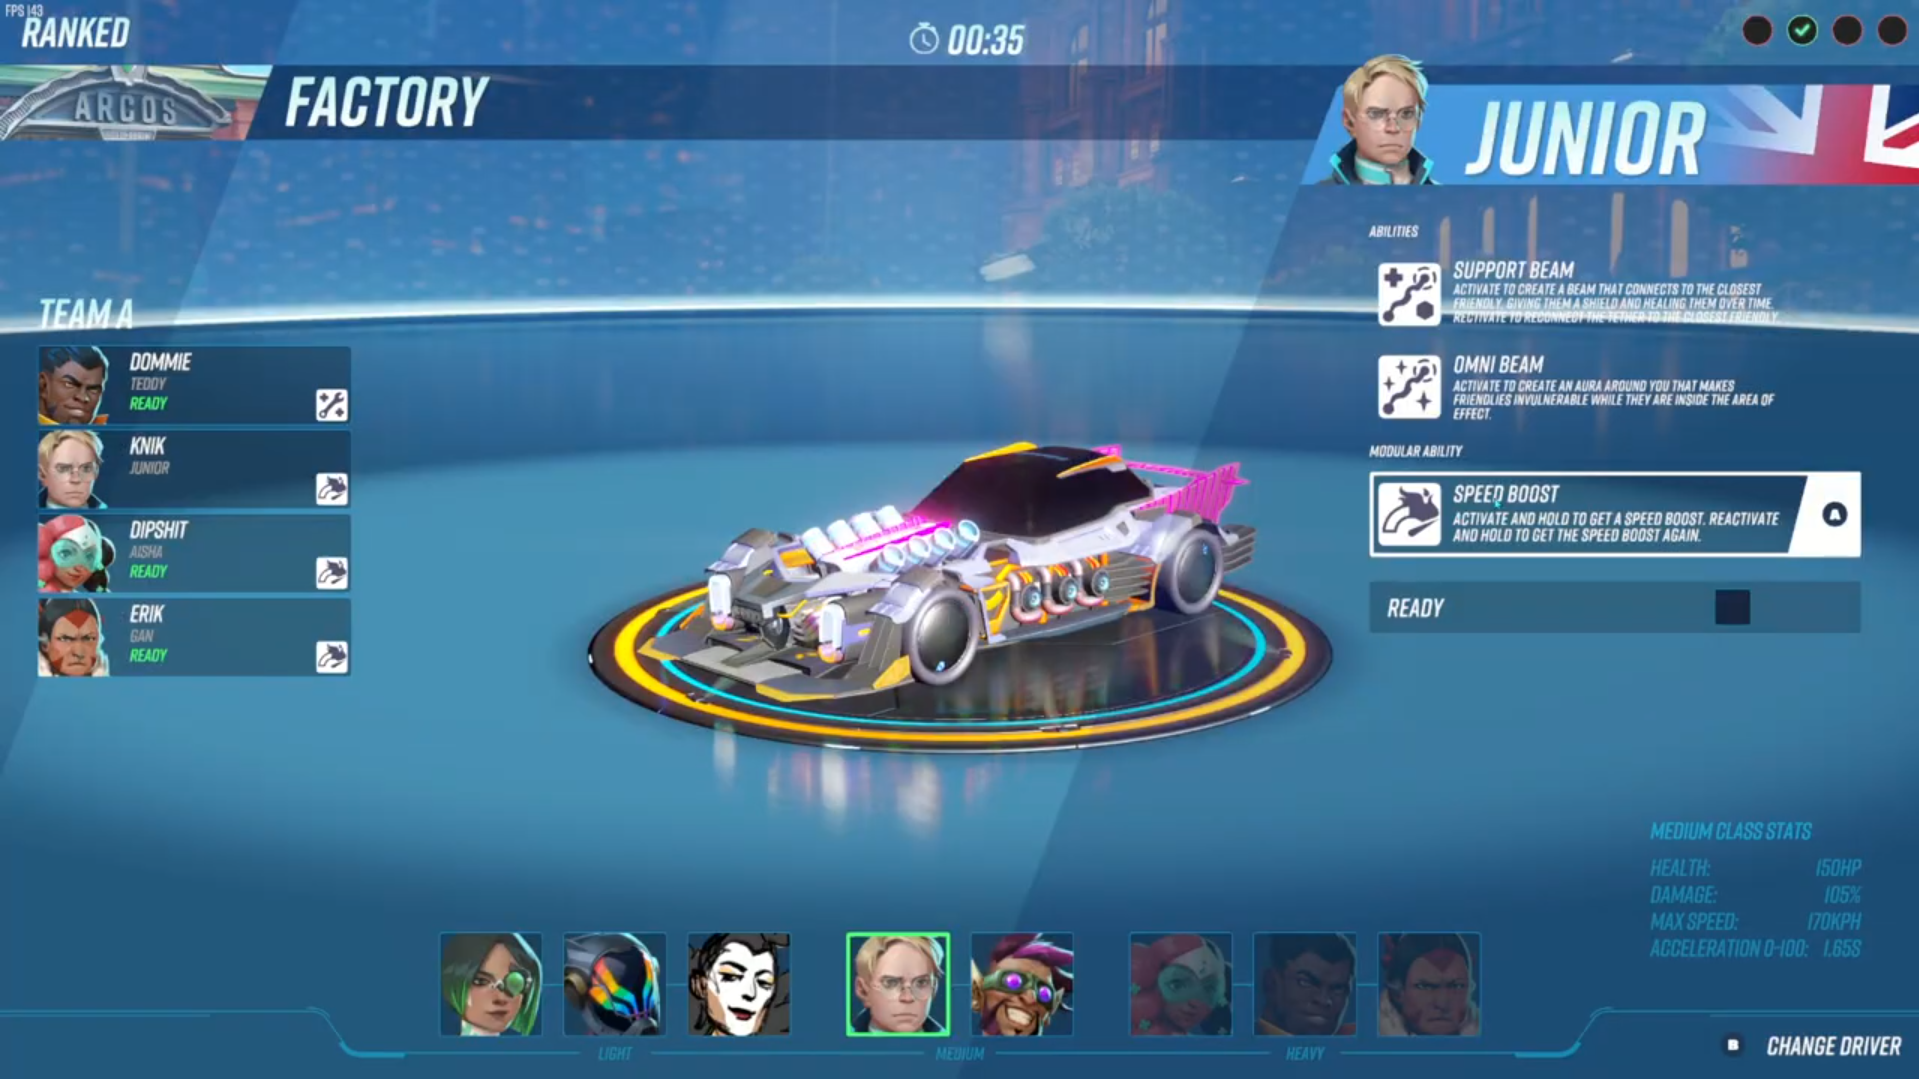 FPS 143
RANKED
00:35
ARGOS
FACTORY
JUNIOR
ABILITIES
SUPPORT BEAM
ACTIVATE TO CREATE A BEAM THAT CONNECTS TO THE CLOSEST
FRIENDLY, GIVING THEM A SHIELD AND HEALING THEM OVER TIME.
RECTIVATE TO RECONNECT THE TETHER TO THE CLOSEST FRIENDLY.
OMNI BEAM
ACTIVATE TO CREATE AN AURA AROUND YOU THAT MAKES
FRIENDLIES INVULNERABLE WHILE THEY ARE INSIDE THE AREA OF
EFFECT.
MODULAR ABILITY
SPEED BOOST
ACTIVATE AND HOLD TO GET A SPEED BOOST. REACTIVATE
AND HOLD TO GET THE SPEED BOOST AGAIN.
A
READY
TEAM A
DOMMIE
TEDDY
READY
KNIK
JUNIOR
DIPSHIT
AISHA
READY
ERIK
GAN
READY
MEDIUM CLASS STATS
HEALTH: 150HP
DAMAGE: 105%
MAX SPEED: 170KPH
ACCELERATION 0-100: 1.65S
LIGHT
MEDIUM
HEAVY
B CHANGE DRIVER